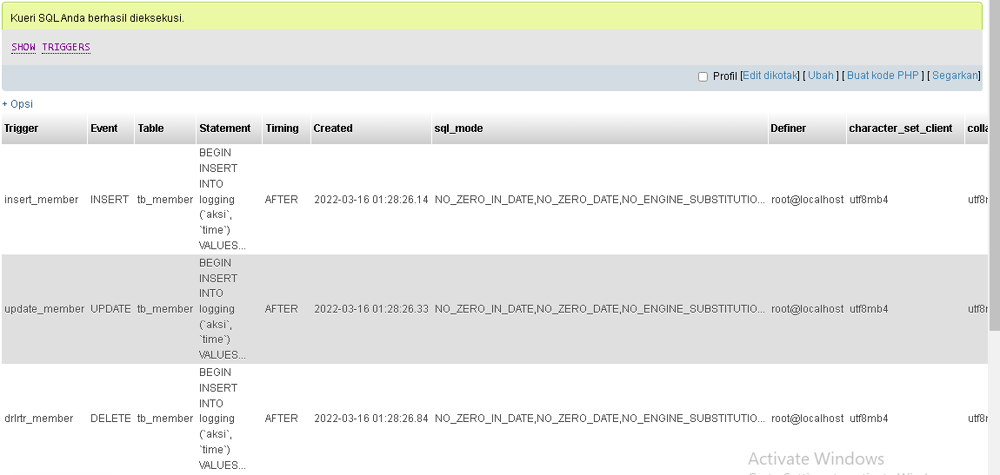 Kueri SQL Anda berhasil dieksekusi.
SHOW TRIGGERS
Profil [Edit dikotak] [ Ubah ] [ Buat kode PHP ] [ Segarkan]
+ Opsi
Trigger Event Table Statement Timing Created sql_mode Definer character_set_client
BEGIN
INSERT
INTO
insert_member INSERT tb_member logging AFTER 2022-03-16 01:28:26.14 NO_ZERO_IN_DATE,NO_ZERO_DATE,NO_ENGINE_SUBSTITUTIO... root@localhost utf8mb4
(`aksi`,
`time`)
VALUES...
BEGIN
INSERT
INTO
update_member UPDATE tb_member logging AFTER 2022-03-16 01:28:26.33 NO_ZERO_IN_DATE,NO_ZERO_DATE,NO_ENGINE_SUBSTITUTIO... root@localhost utf8mb4
(`aksi`,
`time`)
VALUES...
BEGIN
INSERT
INTO
drlrtr_member DELETE tb_member logging AFTER 2022-03-16 01:28:26.84 NO_ZERO_IN_DATE,NO_ZERO_DATE,NO_ENGINE_SUBSTITUTIO... root@localhost utf8mb4
(`aksi`,
`time`)
VALUES...
Activate Windows